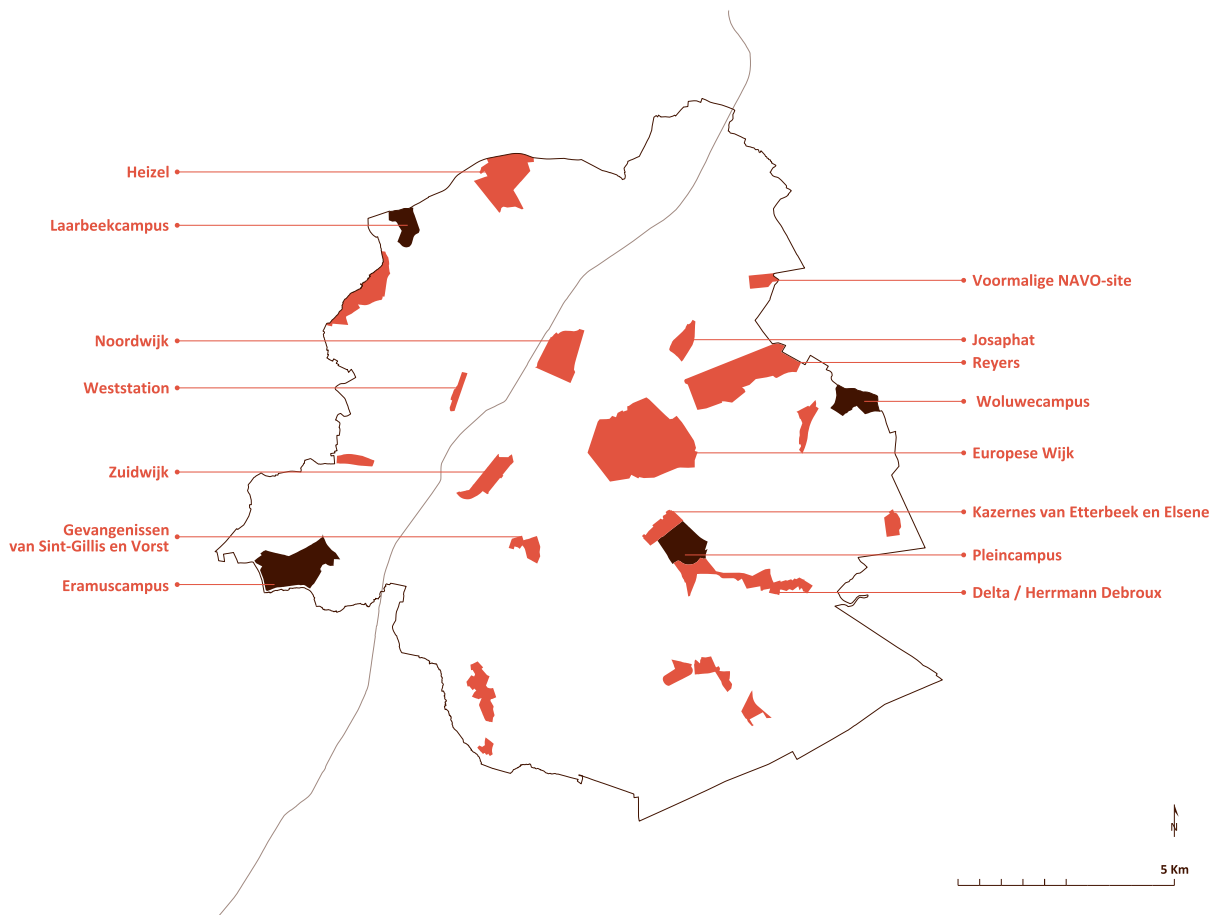 Heizel
Laarbeekcampus
Noordwijk
Weststation
Zuidwijk
Gevangenissen
van Sint-Gillis en Vorst
Eramuscampus
Voormalige NAVO-site
Josaphat
Reyers
Woluwecampus
Europese Wijk
Kazernes van Etterbeek en Elsene
Pleincampus
Delta / Herrmann Debroux
N
5 Km